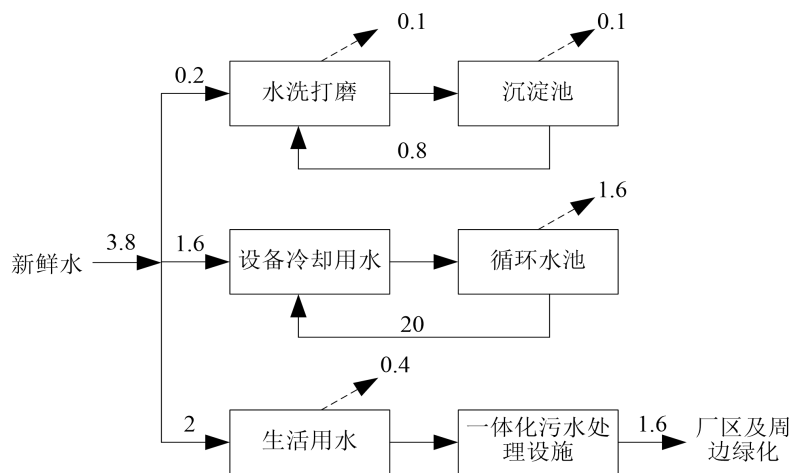 0.1
0.1
0.2
水洗打磨
沉淀池
0.8
1.6
新鲜水
3.8
1.6
设备冷却用水
循环水池
20
0.4
2
生活用水
一体化污水处
理设施
1.6
厂区及周
边绿化